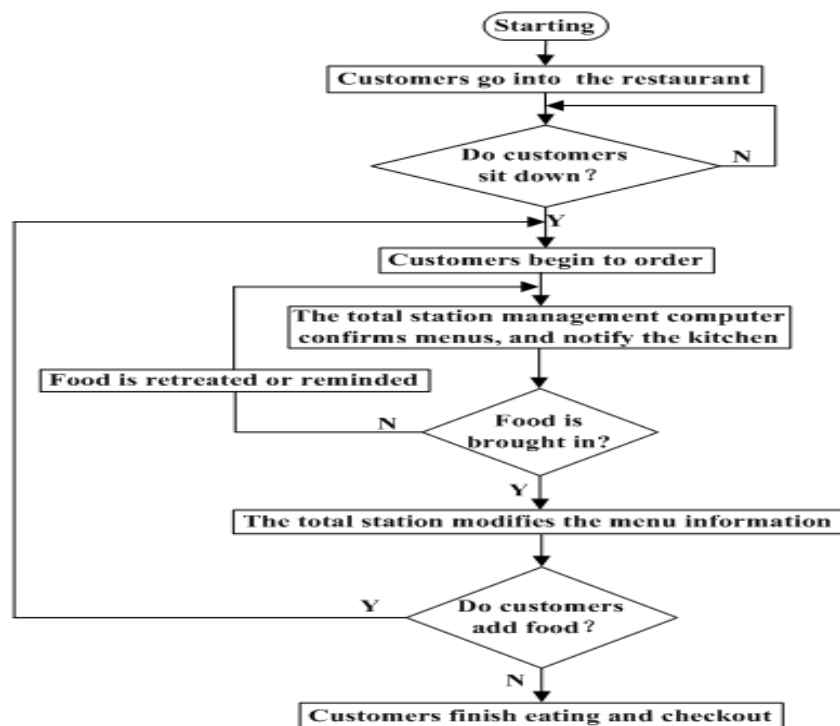 Starting
Customers go into the restaurant
Do customers
sit down?
N
Y
Customers begin to order
The total station management computer
confirms menus, and notify the kitchen
Food is retreated or reminded
N
Food is
brought in?
Y
The total station modifies the menu information
Y
Do customers
add food?
N
Customers finish eating and checkout